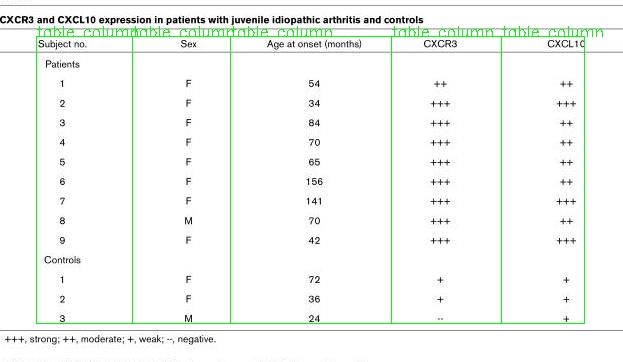 CXCR3 and CXCL10 expression in patients with juvenile idiopathic arthritis and controls
table_column table_column table_column table_column table_column
Subject no. Sex Age at onset (months) CXCR3 CXCL10
Patients
1 F 54 ++ ++
2 F 34 +++ +++
3 F 84 +++ ++
4 F 70 +++ ++
5 F 65 +++ ++
6 F 156 +++ ++
7 F 141 +++ +++
8 M 70 +++ ++
9 F 42 +++ +++
Controls
1 F 72 + +
2 F 36 + +
3 M 24 -- +
+++, strong; ++, moderate; +, weak; --, negative.